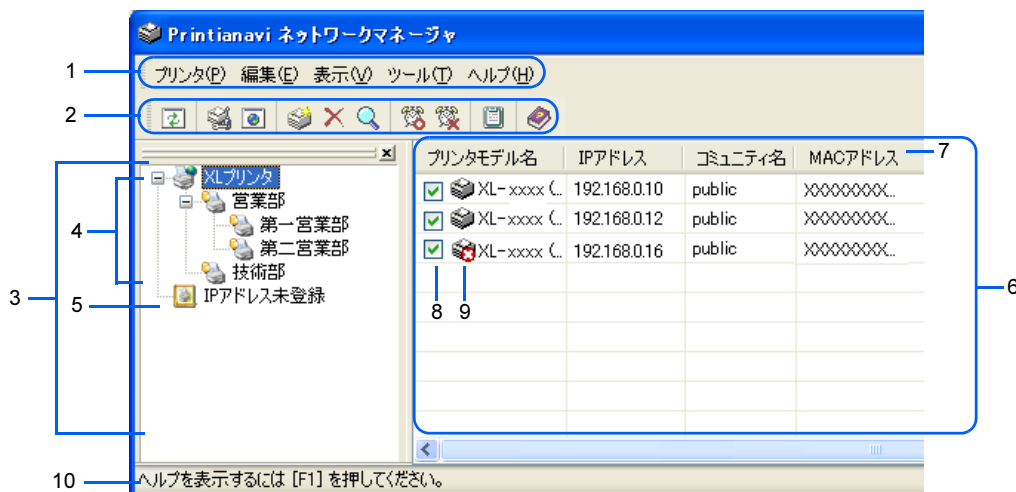 Printianavi ネットワークマネージャ
1
プリンタ(P) 編集(E) 表示(V) ツール(T) ヘルプ(H)
2
プリンタモデル名 IPアドレス コミュニティ名 MACアドレス
7
3
4
5
XLプリンタ
営業部
第一営業部
第二営業部
技術部
IPアドレス未登録
XL-xxxx (... 192.168.0.10 public XXXXXXXX...
XL-xxxx (... 192.168.0.12 public XXXXXXXX...
XL-xxxx (... 192.168.0.16 public XXXXXXXX...
8 9
6
10
ヘルプを表示するには [F1] を押してください。